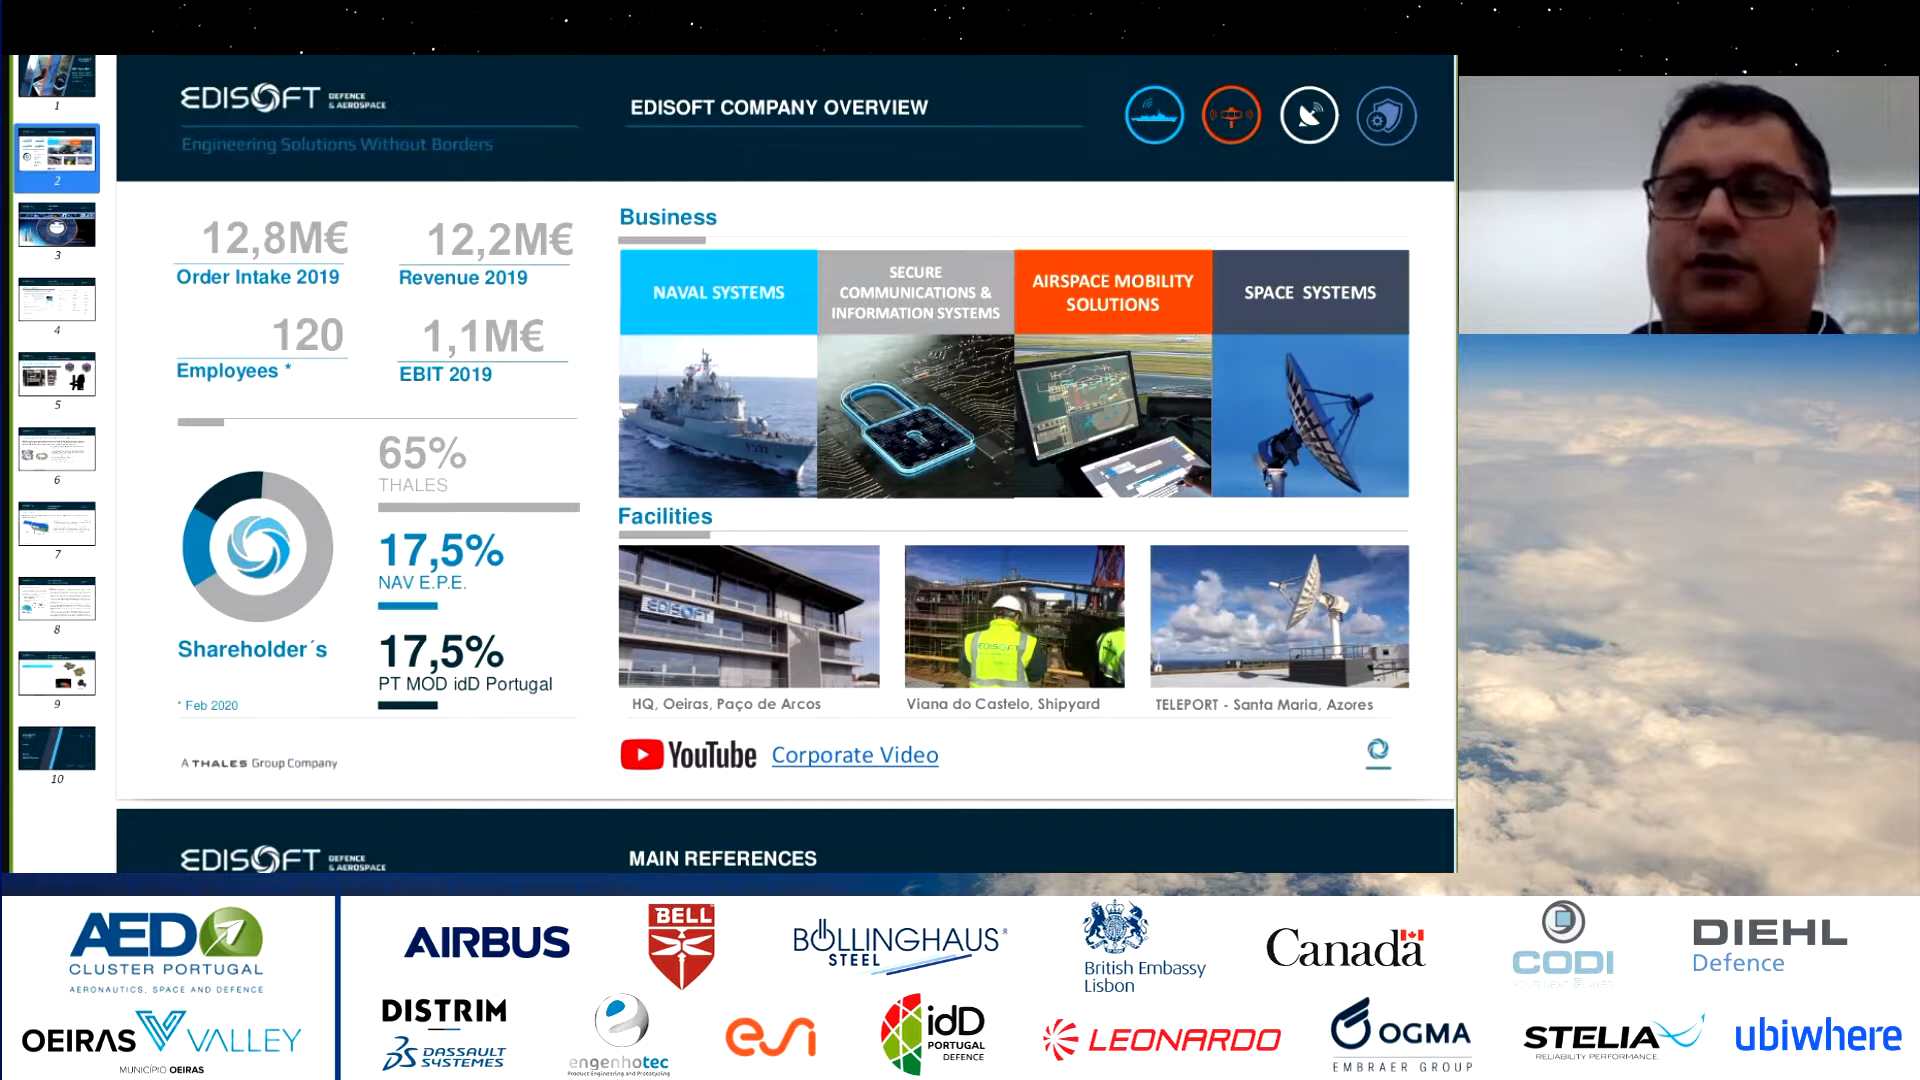 1
2
3
4
5
6
7
8
9
10
EDISOFT DEFENCE & AEROSPACE
Engineering Solutions Without Borders
EDISOFT COMPANY OVERVIEW
12,8M€
Order Intake 2019
12,2M€
Revenue 2019
120
Employees *
1,1M€
EBIT 2019
65%
THALES
17,5%
NAV E.P.E.
17,5%
PT MOD idD Portugal
Shareholder´s
* Feb 2020
A THALES Group Company
Business
NAVAL SYSTEMS
SECURE
COMMUNICATIONS &
INFORMATION SYSTEMS
AIRSPACE MOBILITY
SOLUTIONS
SPACE SYSTEMS
Facilities
EDISOFT
EDISOFT
HQ, Oeiras, Paço de Arcos
Viana do Castelo, Shipyard
TELEPORT - Santa Maria, Azores
YouTube Corporate Video
EDISOFT DEFENCE & AEROSPACE
MAIN REFERENCES
AED
CLUSTER PORTUGAL
AERONAUTICS, SPACE AND DEFENCE
OEIRAS VALLEY
MUNICÍPIO OEIRAS
AIRBUS
BELL
BÖLLINGHAUS®
STEEL
British Embassy
Lisbon
Canada
CODI
DIEHL
Defence
DISTRIM
DASSAULT
SYSTEMES
engenhotec
Product Engineering and Prototyping
esi
idD
PORTUGAL
DEFENCE
LEONARDO
OGMA
EMBRAER GROUP
STELIA
RELIABILITY PERFORMANCE.
ubiwhere